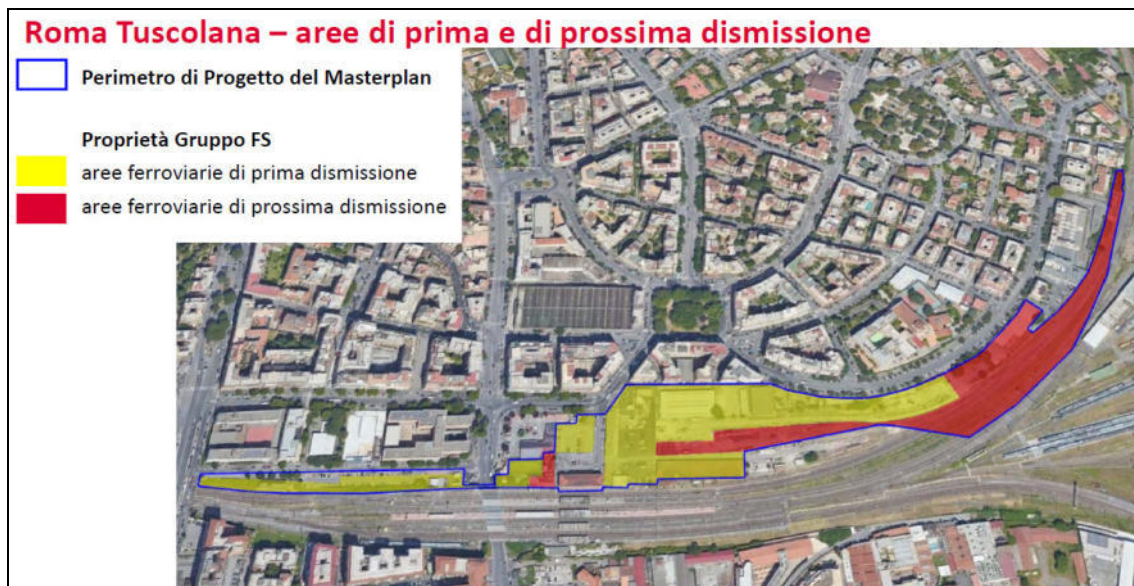 Roma Tuscolana – aree di prima e di prossima dismissione
Perimetro di Progetto del Masterplan
Proprietà Gruppo FS
aree ferroviarie di prima dismissione
aree ferroviarie di prossima dismissione